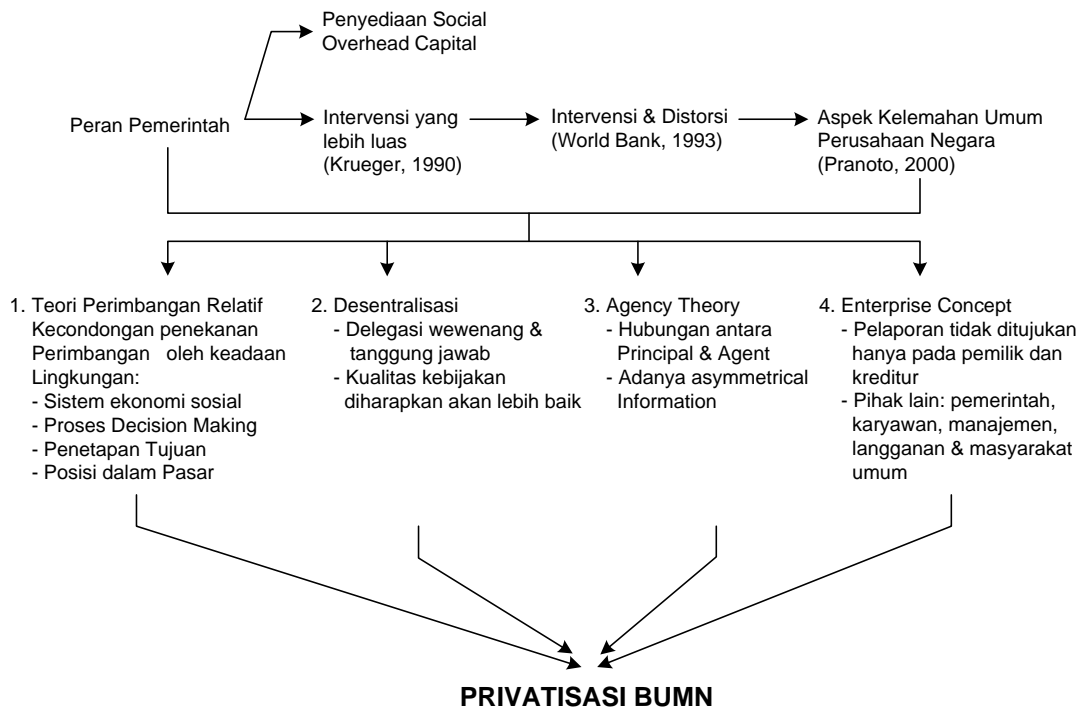 Penyediaan Social
Overhead Capital
Peran Pemerintah
Intervensi yang
lebih luas
(Krueger, 1990)
Intervensi & Distorsi
(World Bank, 1993)
Aspek Kelemahan Umum
Perusahaan Negara
(Pranoto, 2000)
1. Teori Perimbangan Relatif
Kecondongan penekanan
Perimbangan oleh keadaan
Lingkungan:
- Sistem ekonomi sosial
- Proses Decision Making
- Penetapan Tujuan
- Posisi dalam Pasar
2. Desentralisasi
- Delegasi wewenang &
tanggung jawab
- Kualitas kebijakan
diharapkan akan lebih baik
3. Agency Theory
- Hubungan antara
Principal & Agent
- Adanya asymmetrical
Information
4. Enterprise Concept
- Pelaporan tidak ditujukan
hanya pada pemilik dan
kreditur
- Pihak lain: pemerintah,
karyawan, manajemen,
langganan & masyarakat
umum
PRIVATISASI BUMN